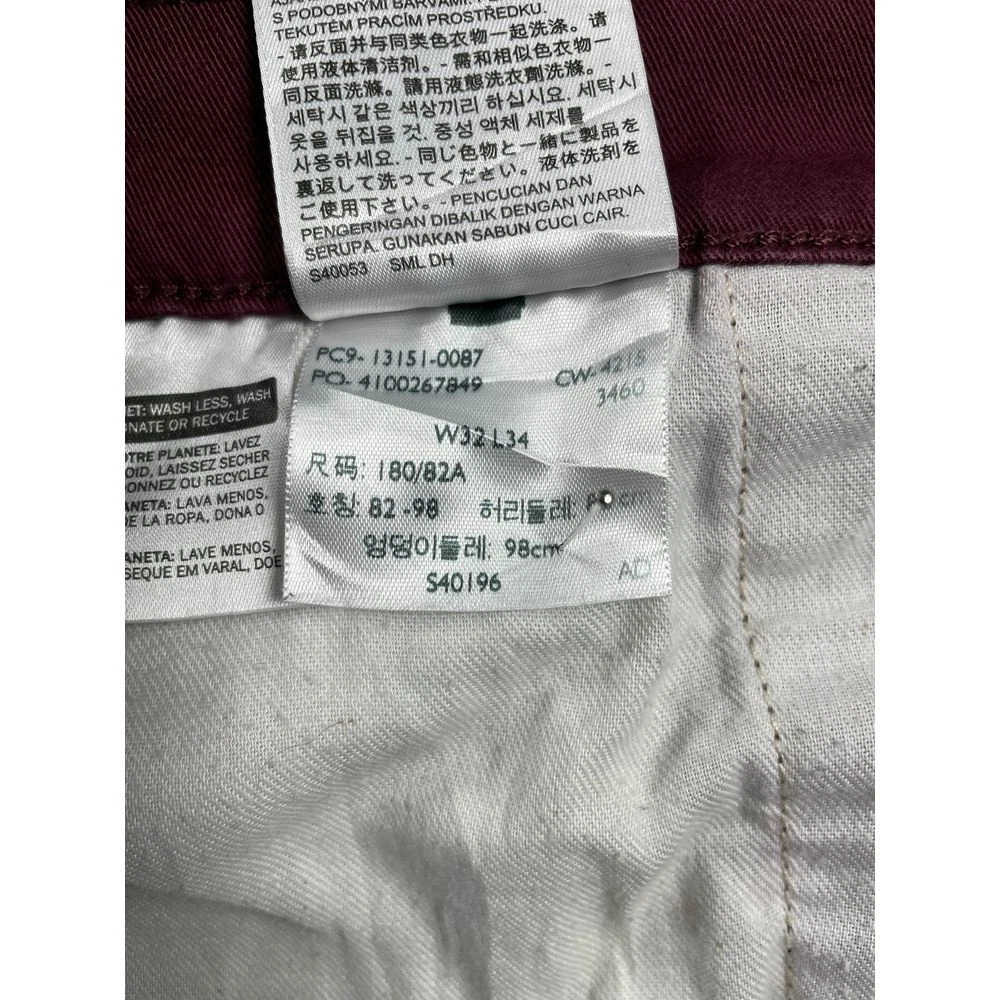 S PODOBNÝMI BARVAMI.
TEKUTÉM PRACÍM PROSTŘEDKU.
- 请反面并与同类色衣物一起洗涤。请
使用液体清洁剂。- 需和相似色衣物一
同反面洗滌。請用液態洗衣劑洗滌。-
세탁시 같은 색상끼리 하십시요. 세탁시
옷을 뒤집을 것. 중성 액체 세제를
사용하세요. - 同じ色物と一緒に製品を
裏返して洗ってください。液体洗剤を
ご使用下さい。- PENCUCIAN DAN
PENGERINGAN DIBALIK DENGAN WARNA
SERUPA. GUNAKAN SABUN CUCI CAIR.
S40053 SML DH
PC9- 13151-0087
PO- 4100267849
CW- 4215
3460
W32 L34
尺码: 180/82A
호칭: 82 -98 허리둘레: cm
엉덩이둘레: 98cm
S40196 AD
ET: WASH LESS, WASH
NATE OR RECYCLE
OTRE PLANETE: LAVEZ
OID, LAISSEZ SECHER
ONNEZ OU RECYCLEZ
ANETA: LAVA MENOS,
E LA ROPA, DONA O
ANETA: LAVE MENOS,
SEQUE EM VARAL, DOE